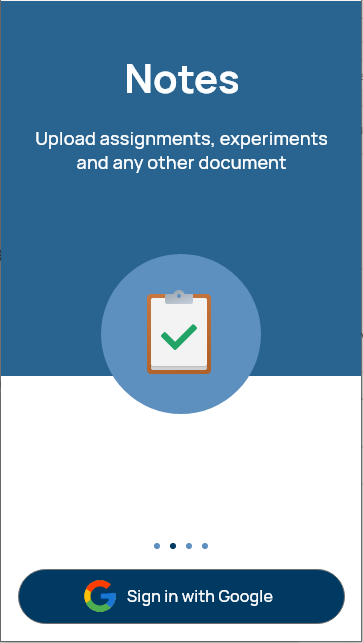 Notes
Upload assignments, experiments
and any other document
Sign in with Google